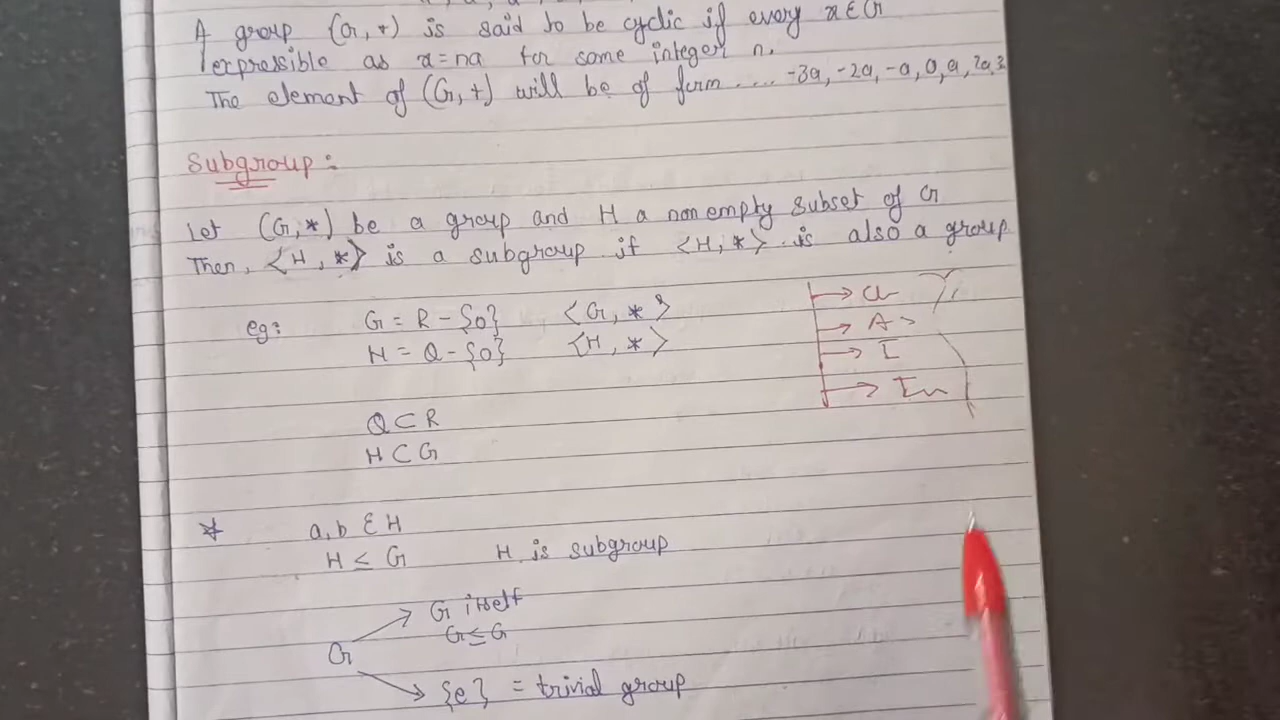 A group (G, +) is said to be cyclic if every x ∈ G
expressible as x = na for some integer n.
The element of (G, +) will be of form .... -3a, -2a, -a, 0, a, 2a, 3
Subgroup :
Let (G, *) be a group and H a nonempty subset of G
Then, <H, *> is a subgroup if <H, *> is also a group
eg: G = R - {0} <G, *>
H = Q - {0} <H, *>
→ A
→ I
→ In
Q ⊂ R
H ⊂ G
* a, b ∈ H
H ≤ G H is subgroup
G itself
G ≤ G
G
{e} = trivial group